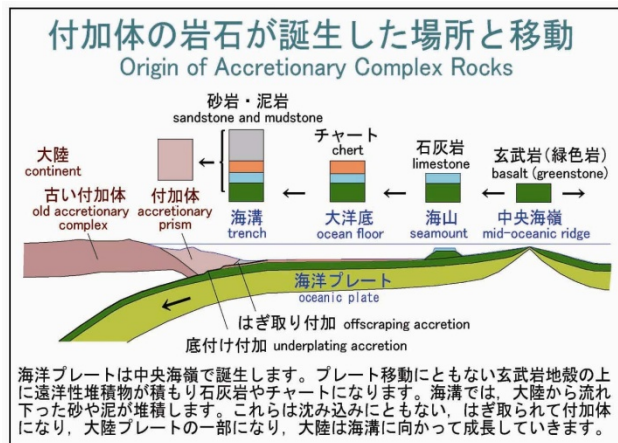 付加体の岩石が誕生した場所と移動
Origin of Accretionary Complex Rocks
砂岩・泥岩
sandstone and mudstone
チャート
chert
石灰岩
limestone
玄武岩(緑色岩)
basalt (greenstone)
大陸
continent
古い付加体
old accretionary
complex
付加体
accretionary
prism
海溝
trench
大洋底
ocean floor
海山
seamount
中央海嶺
mid-oceanic ridge
海洋プレート
oceanic plate
はぎ取り付加 offscraping accretion
底付け付加 underplating accretion
海洋プレートは中央海嶺で誕生します。プレート移動にともない玄武岩地殻の上
に遠洋性堆積物が積もり石灰岩やチャートになります。海溝では，大陸から流れ
下った砂や泥が堆積します。これらは沈み込みにともない，はぎ取られて付加体
になり，大陸プレートの一部になり，大陸は海溝に向かって成長していきます。